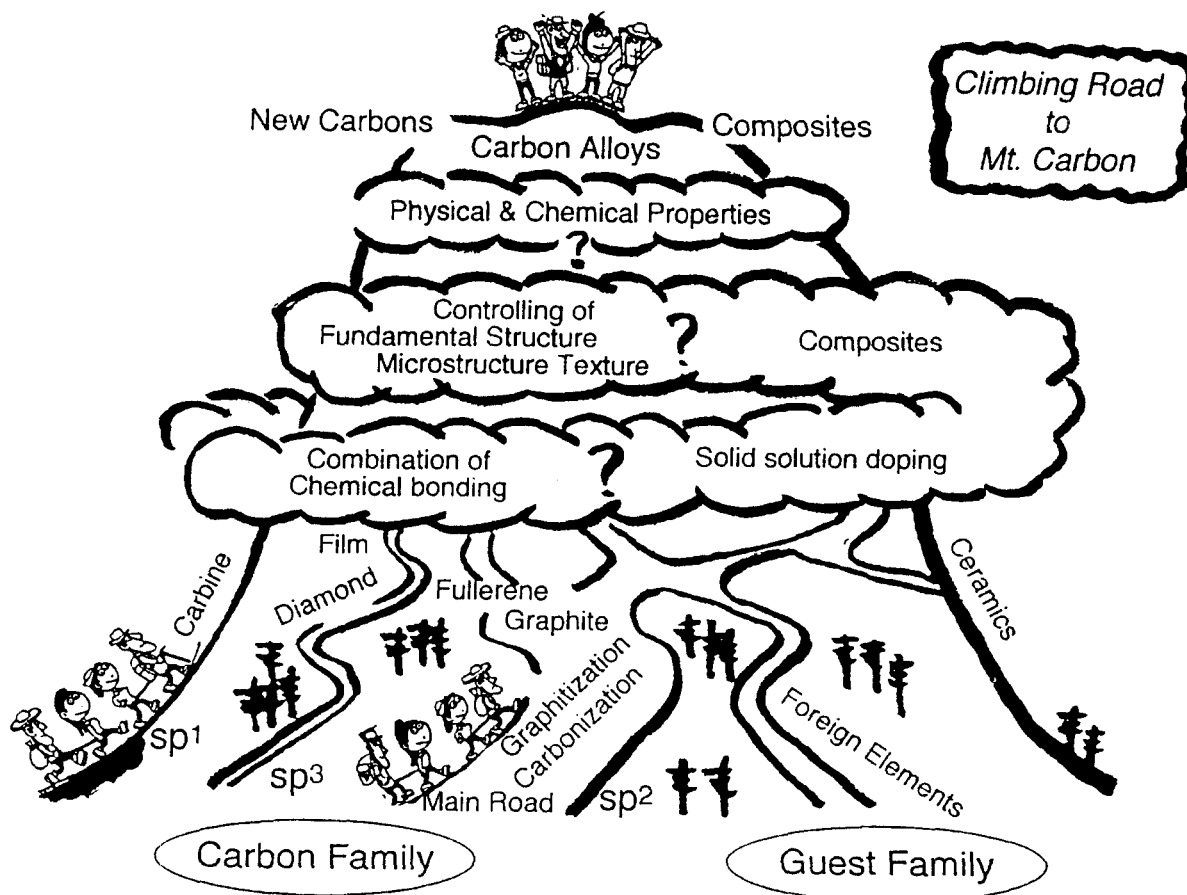 Climbing Road
to
Mt. Carbon
New Carbons
Composites
Carbon Alloys
Physical & Chemical Properties
?
Controlling of
Fundamental Structure
Microstructure Texture
?
Composites
Combination of
Chemical bonding
?
Solid solution doping
Carbine
Film
Diamond
Fullerene
Graphite
Graphitization
Carbonization
Ceramics
Foreign Elements
sp1
sp3
Main Road
sp2
Carbon Family
Guest Family